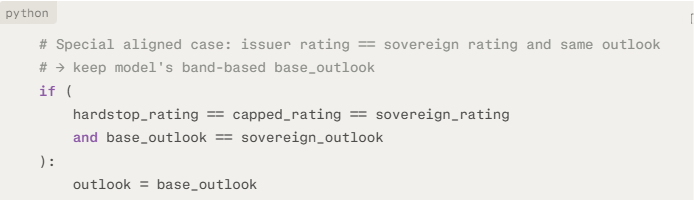 python
# Special aligned case: issuer rating == sovereign rating and same outlook
# → keep model's band-based base_outlook
if (
hardstop_rating == capped_rating == sovereign_rating
and base_outlook == sovereign_outlook
):
outlook = base_outlook